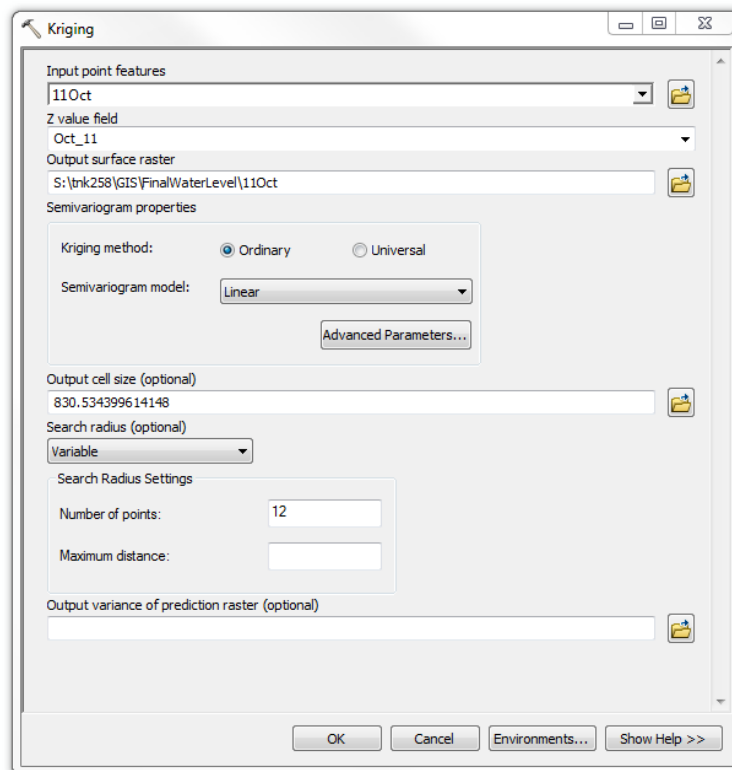 Kriging
Input point features
11Oct
Z value field
Oct_11
Output surface raster
S:\tnk258\GIS\FinalWaterLevel\11Oct
Semivariogram properties
Kriging method: Ordinary Universal
Semivariogram model: Linear
Advanced Parameters...
Output cell size (optional)
830.534399614148
Search radius (optional)
Variable
Search Radius Settings
Number of points: 12
Maximum distance:
Output variance of prediction raster (optional)
OK Cancel Environments... Show Help >>